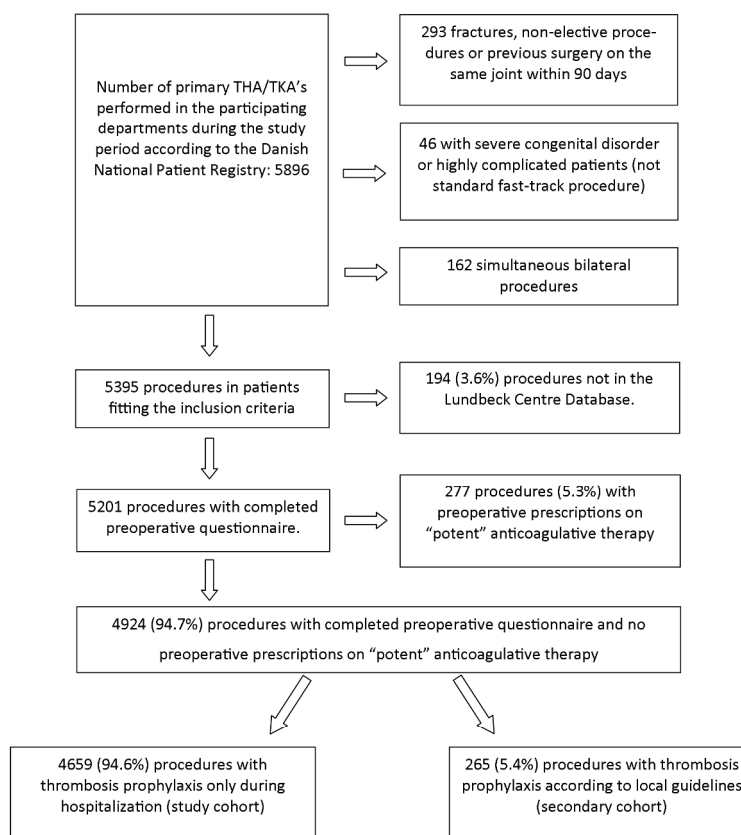 Number of primary THA/TKA's
performed in the participating
departments during the study
period according to the Danish
National Patient Registry: 5896
293 fractures, non-elective proce-
dures or previous surgery on the
same joint within 90 days
46 with severe congenital disorder
or highly complicated patients (not
standard fast-track procedure)
162 simultaneous bilateral
procedures
5395 procedures in patients
fitting the inclusion criteria
194 (3.6%) procedures not in the
Lundbeck Centre Database.
5201 procedures with completed
preoperative questionnaire.
277 procedures (5.3%) with
preoperative prescriptions on
“potent” anticoagulative therapy
4924 (94.7%) procedures with completed preoperative questionnaire and no
preoperative prescriptions on “potent” anticoagulative therapy
4659 (94.6%) procedures with
thrombosis prophylaxis only during
hospitalization (study cohort)
265 (5.4%) procedures with thrombosis
prophylaxis according to local guidelines
(secondary cohort)